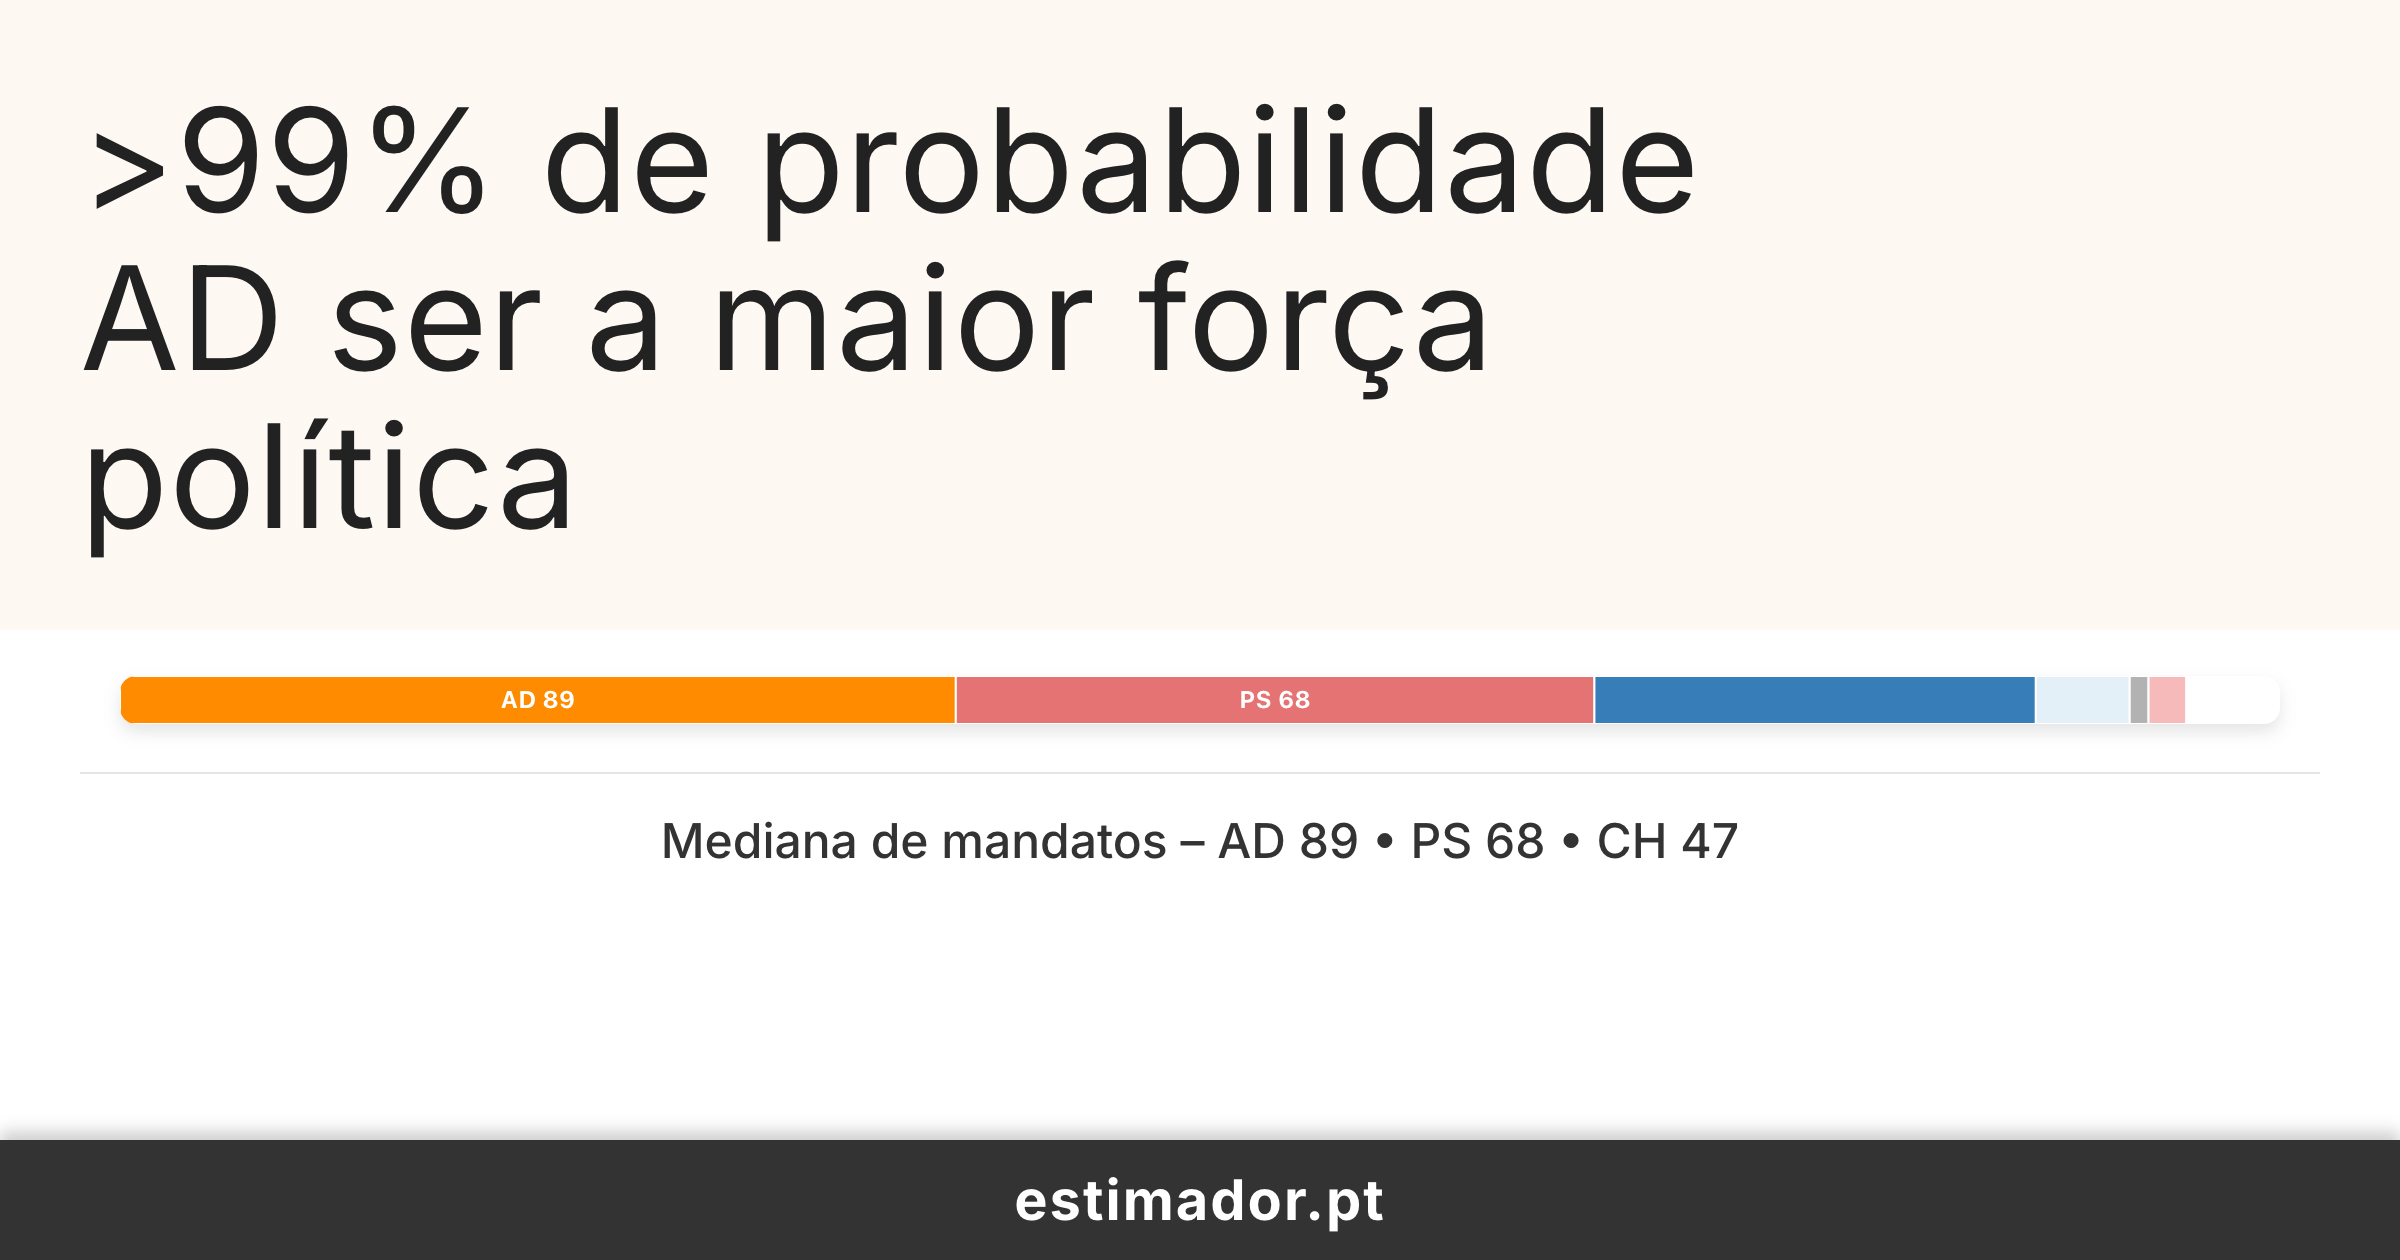 >99% de probabilidade
AD ser a maior força
política
AD 89
PS 68
Mediana de mandatos – AD 89 • PS 68 • CH 47
estimador.pt